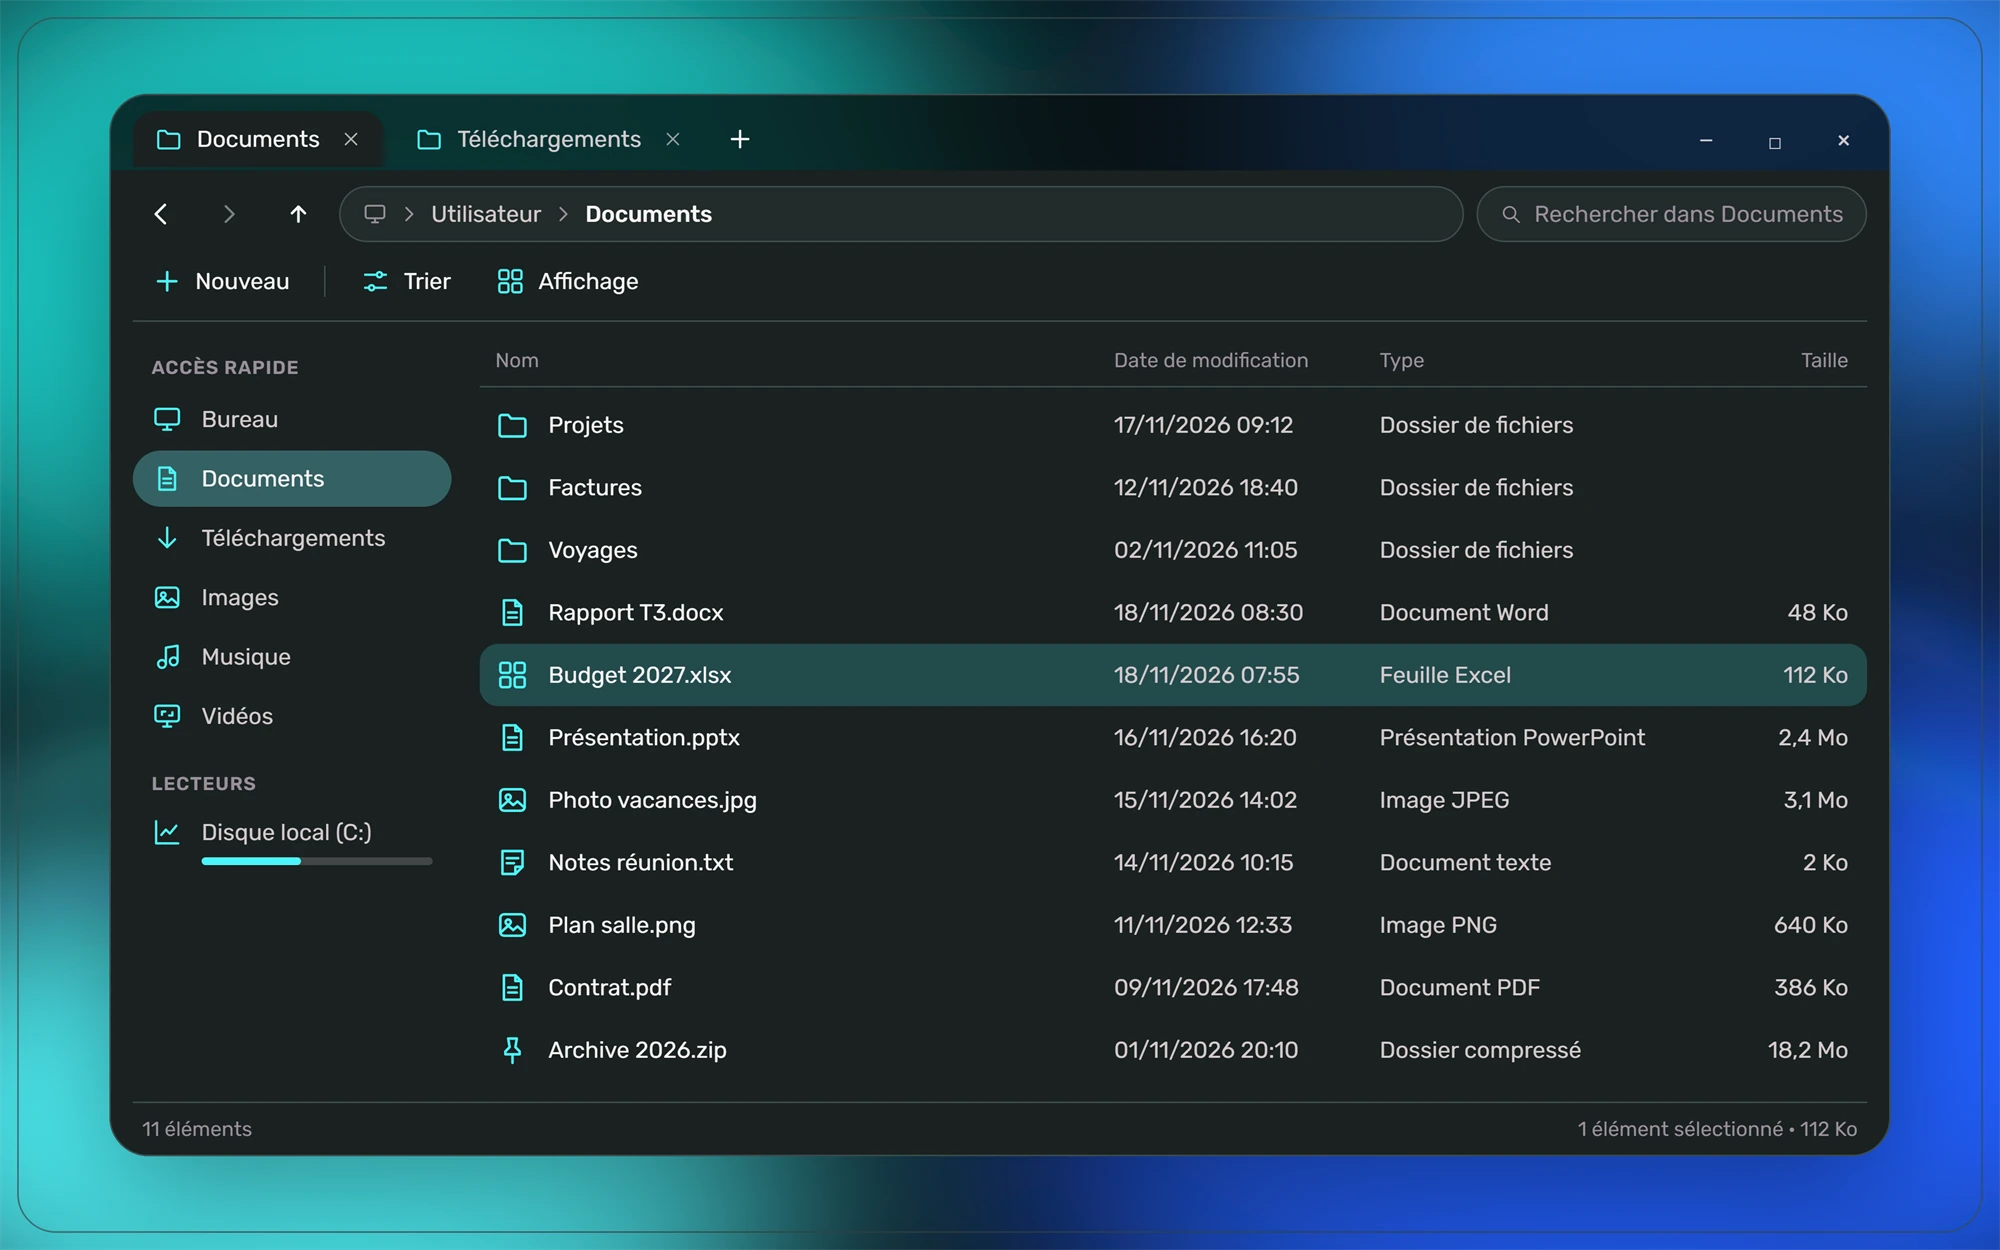 Documents
Téléchargements
Utilisateur > Documents
Rechercher dans Documents
Nouveau
Trier
Affichage
ACCÈS RAPIDE
Bureau
Documents
Téléchargements
Images
Musique
Vidéos
LECTEURS
Disque local (C:)
Nom Date de modification Type Taille
Projets 17/11/2026 09:12 Dossier de fichiers
Factures 12/11/2026 18:40 Dossier de fichiers
Voyages 02/11/2026 11:05 Dossier de fichiers
Rapport T3.docx 18/11/2026 08:30 Document Word 48 Ko
Budget 2027.xlsx 18/11/2026 07:55 Feuille Excel 112 Ko
Présentation.pptx 16/11/2026 16:20 Présentation PowerPoint 2,4 Mo
Photo vacances.jpg 15/11/2026 14:02 Image JPEG 3,1 Mo
Notes réunion.txt 14/11/2026 10:15 Document texte 2 Ko
Plan salle.png 11/11/2026 12:33 Image PNG 640 Ko
Contrat.pdf 09/11/2026 17:48 Document PDF 386 Ko
Archive 2026.zip 01/11/2026 20:10 Dossier compressé 18,2 Mo
11 éléments
1 élément sélectionné • 112 Ko